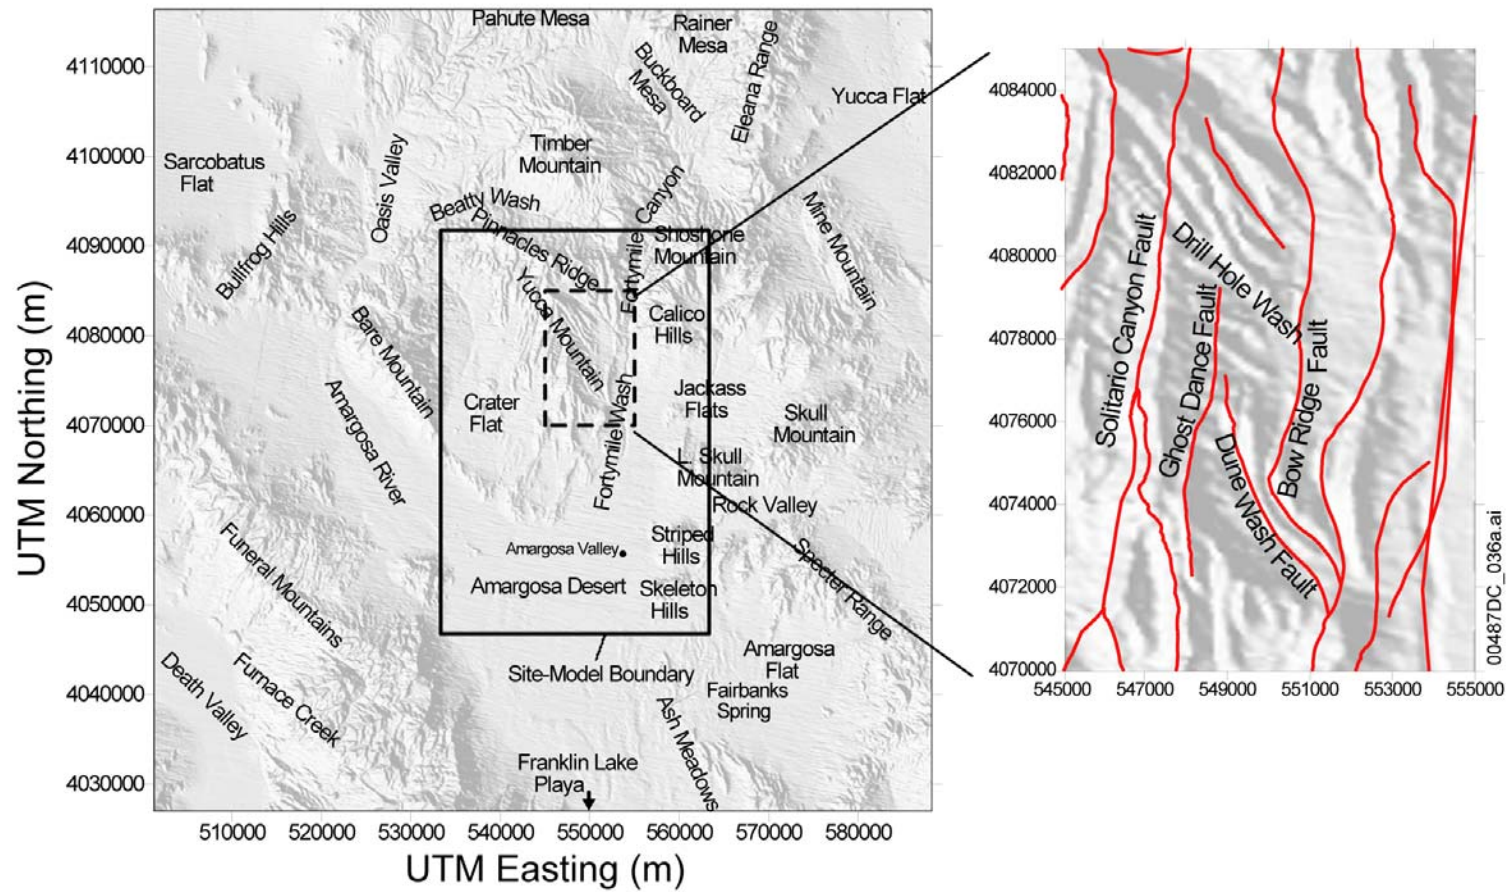 Pahute Mesa
Rainer
Mesa
Buckboard
Mesa
Eleana Range
Yucca Flat
Timber
Mountain
Sarcobatus
Flat
Oasis Valley
Beatty Wash
Canyon
Mine Mountain
Bullfrog Hills
Pinnacles Ridge
Fortymile
Shoshone
Mountain
Yucca Mountain
Calico
Hills
Bare Mountain
Amargosa River
Crater
Flat
Fortymile Wash
Jackass
Flats
Skull
Mountain
L. Skull
Mountain
Rock Valley
Striped
Hills
Specter Range
Amargosa Valley
Amargosa Desert
Skeleton
Hills
Funeral Mountains
Site-Model Boundary
Amargosa
Flat
Fairbanks
Spring
Death Valley
Furnace Creek
Ash Meadows
Franklin Lake
Playa
UTM Northing (m)
4110000
4100000
4090000
4080000
4070000
4060000
4050000
4040000
4030000
510000 520000 530000 540000 550000 560000 570000 580000
UTM Easting (m)
4084000
4082000
4080000
4078000
4076000
4074000
4072000
4070000
545000 547000 549000 551000 553000 555000
Solitario Canyon Fault
Drill Hole Wash
Ghost Dance Fault
Bow Ridge Fault
Dune Wash Fault
00487DC_036a.ai